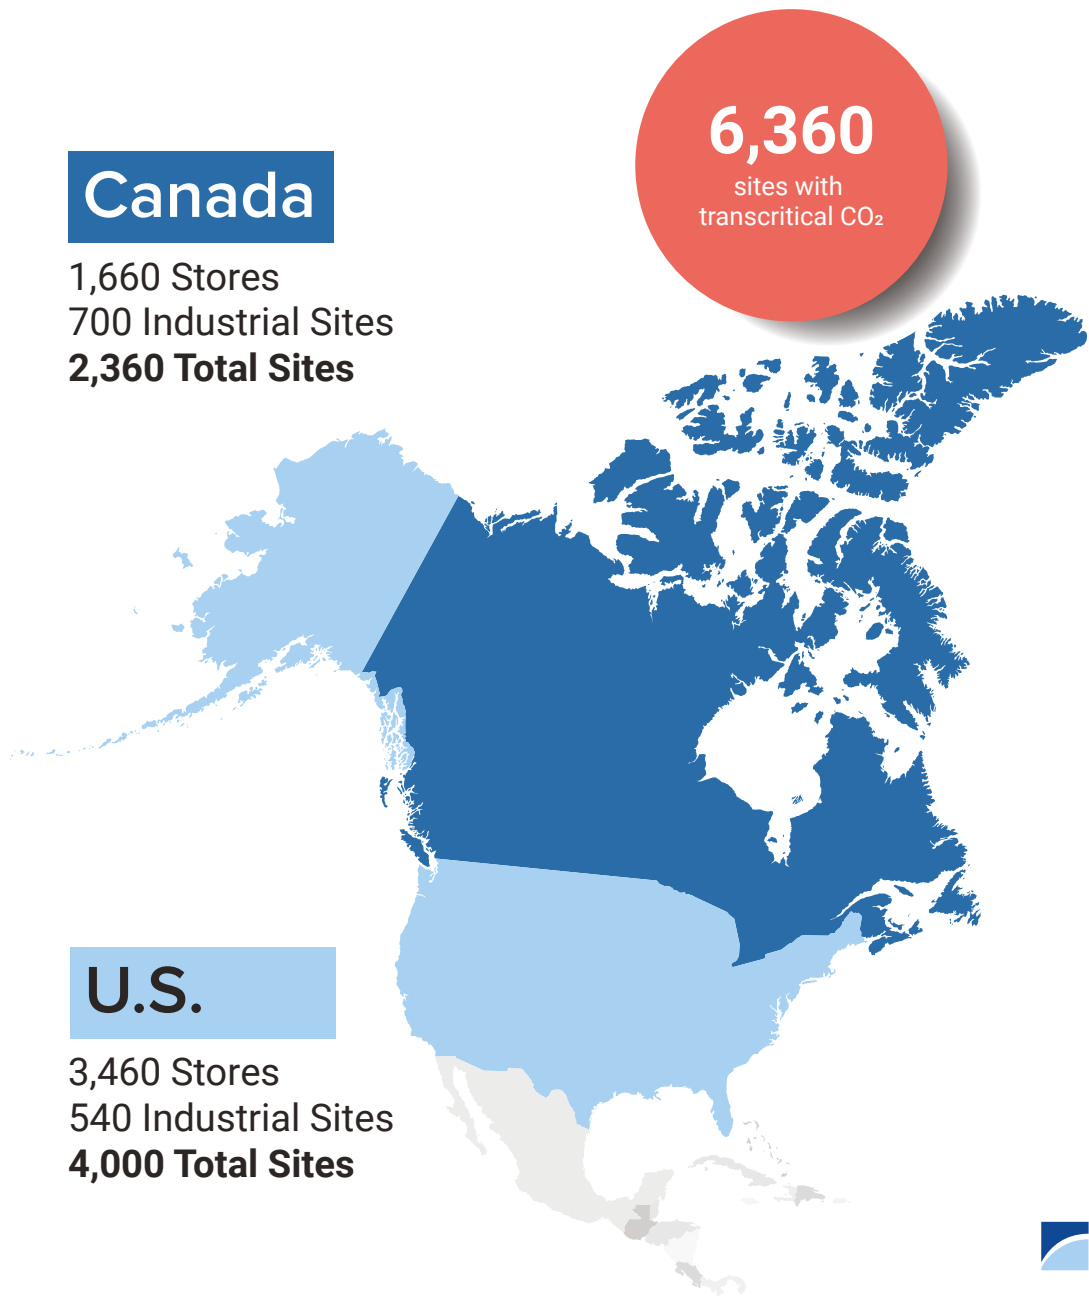 6,360
sites with
transcritical CO₂
Canada
1,660 Stores
700 Industrial Sites
2,360 Total Sites
U.S.
3,460 Stores
540 Industrial Sites
4,000 Total Sites